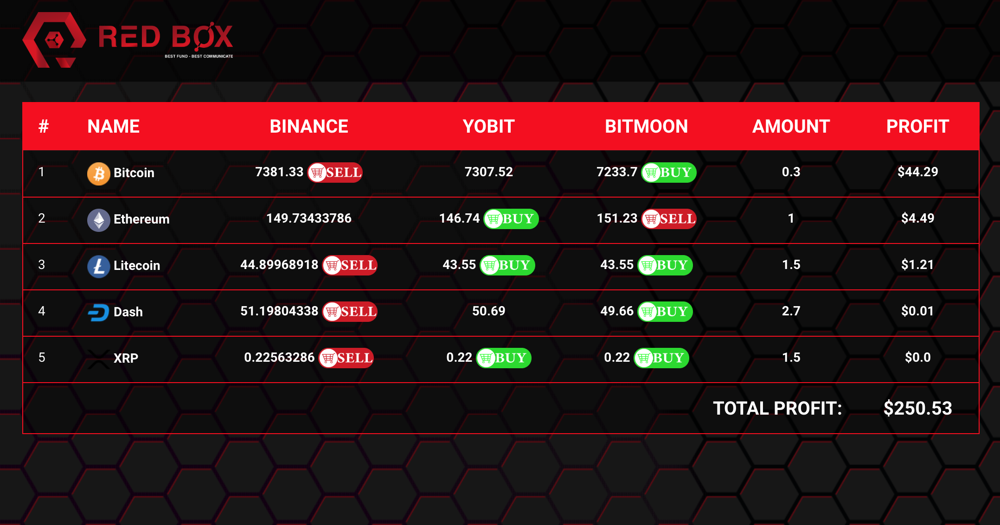 RED BOX
BEST FUND - BEST COMMUNICATE
# NAME BINANCE YOBIT BITMOON AMOUNT PROFIT
1 Bitcoin 7381.33 SELL 7307.52 7233.7 BUY 0.3 $44.29
2 Ethereum 149.73433786 146.74 BUY 151.23 SELL 1 $4.49
3 Litecoin 44.89968918 SELL 43.55 BUY 43.55 BUY 1.5 $1.21
4 Dash 51.19804338 SELL 50.69 49.66 BUY 2.7 $0.01
5 XRP 0.22563286 SELL 0.22 BUY 0.22 BUY 1.5 $0.0
TOTAL PROFIT: $250.53